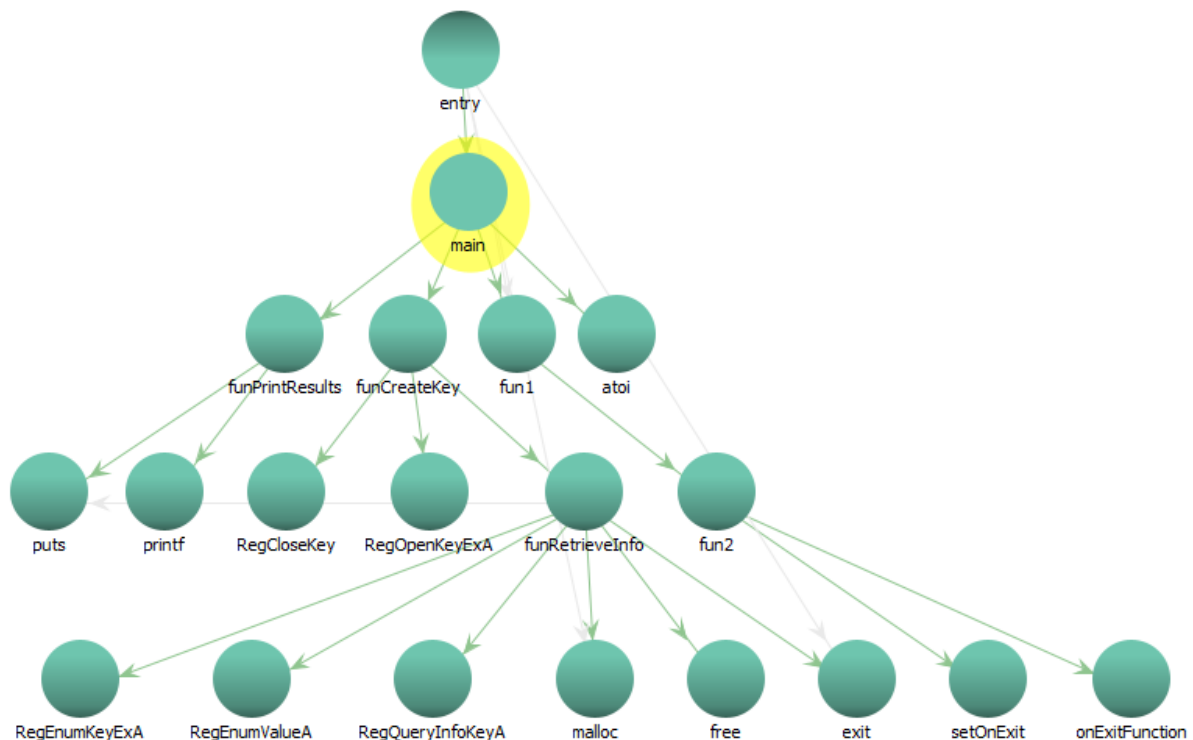 entry
main
funPrintResults
funCreateKey
fun1
atoi
puts
printf
RegCloseKey
RegOpenKeyExA
funRetrieveInfo
fun2
RegEnumKeyExA
RegEnumValueA
RegQueryInfoKeyA
malloc
free
exit
setOnExit
onExitFunction